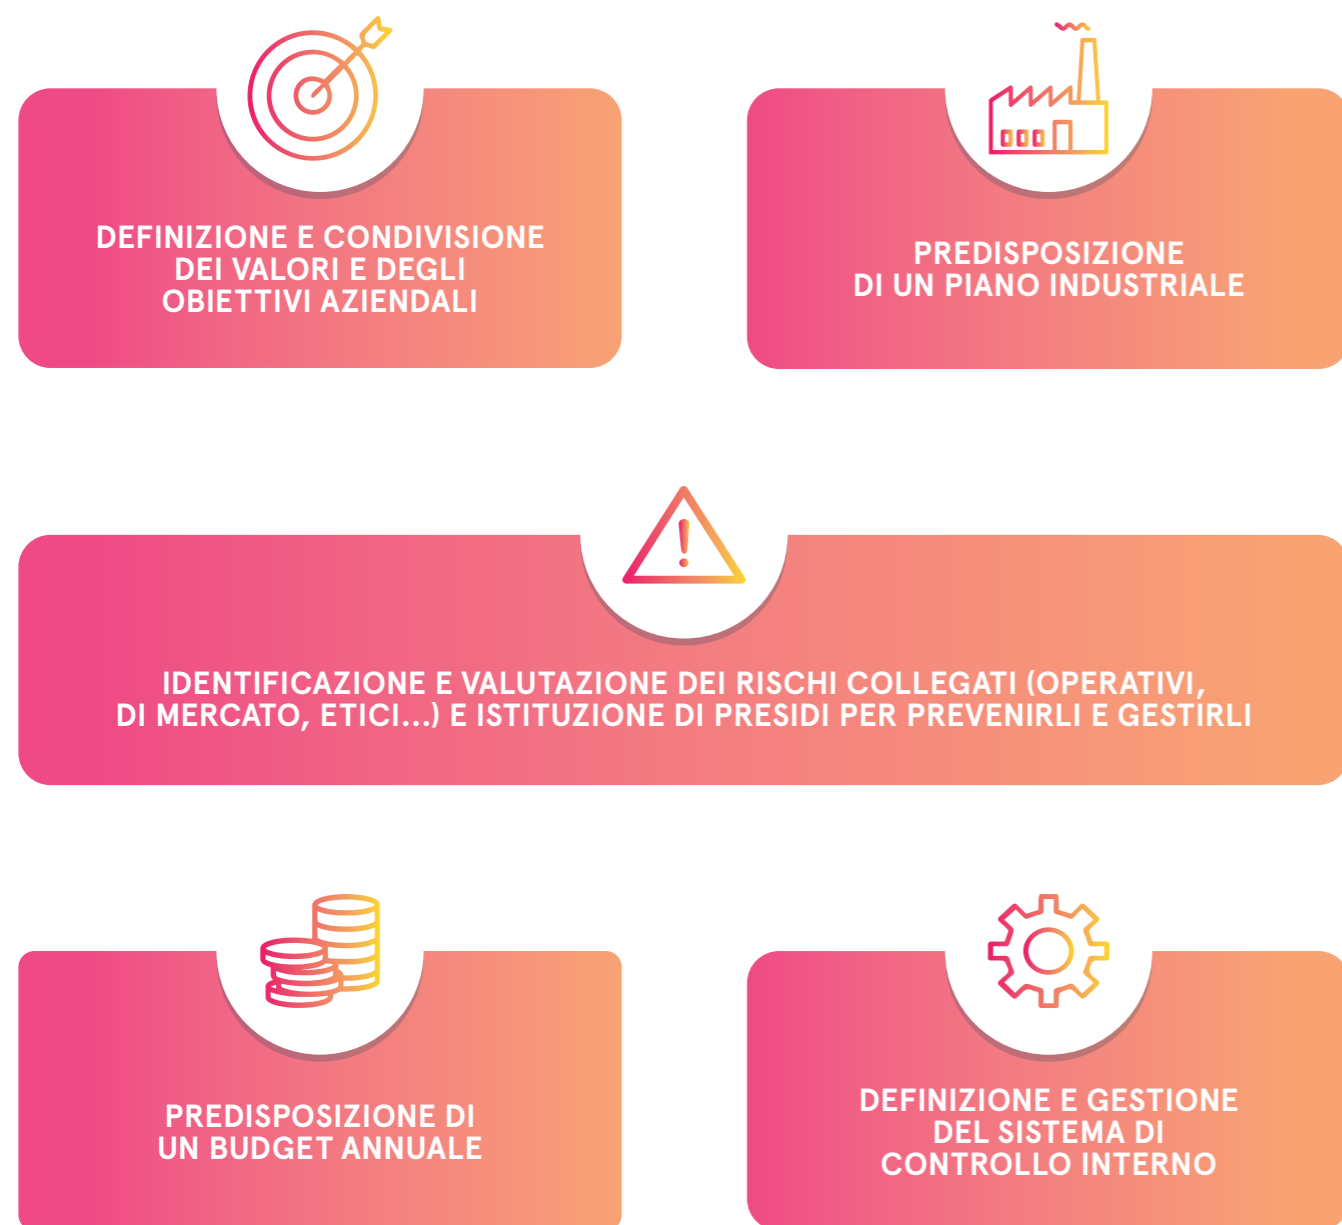 DEFINIZIONE E CONDIVISIONE
DEI VALORI E DEGLI
OBIETTIVI AZIENDALI
PREDISPOSIZIONE
DI UN PIANO INDUSTRIALE
IDENTIFICAZIONE E VALUTAZIONE DEI RISCHI COLLEGATI (OPERATIVI,
DI MERCATO, ETICI...) E ISTITUZIONE DI PRESIDI PER PREVENIRLI E GESTIRLI
PREDISPOSIZIONE DI
UN BUDGET ANNUALE
DEFINIZIONE E GESTIONE
DEL SISTEMA DI
CONTROLLO INTERNO